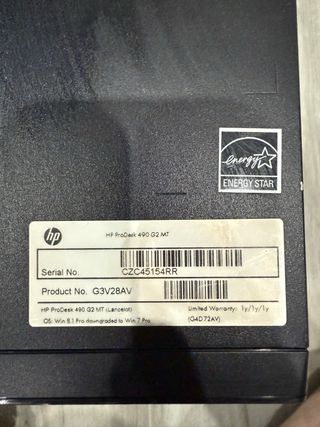 energy
ENERGY STAR
hp
HP ProDesk 490 G2 MT
Serial No. CZC45154RR
Product No. G3V28AV
HP ProDesk 490 G2 MT (Lancelot) Limited Warranty: 1y/1y/1y
OS: Win 8.1 Pro downgraded to Win 7 Pro (G4D72AV)